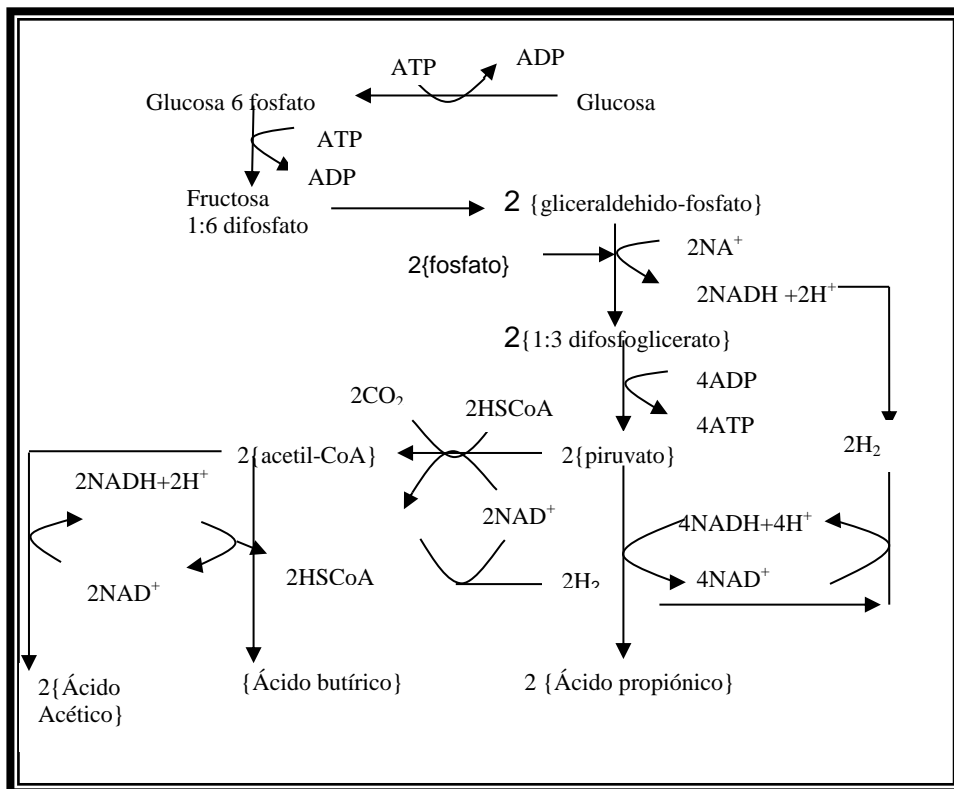 ATP
ADP
Glucosa 6 fosfato
Glucosa
ATP
ADP
Fructosa
1:6 difosfato
2 {gliceraldehido-fosfato}
2{fosfato}
2NA⁺
2NADH +2H⁺
2{1:3 difosfoglicerato}
4ADP
4ATP
2CO₂
2HSCoA
2{acetil-CoA}
2{piruvato}
2H₂
2NADH+2H⁺
2NAD⁺
4NADH+4H⁺
2NAD⁺
2HSCoA
2H₂
4NAD⁺
2{Ácido
Acético}
{Ácido butírico}
2 {Ácido propiónico}